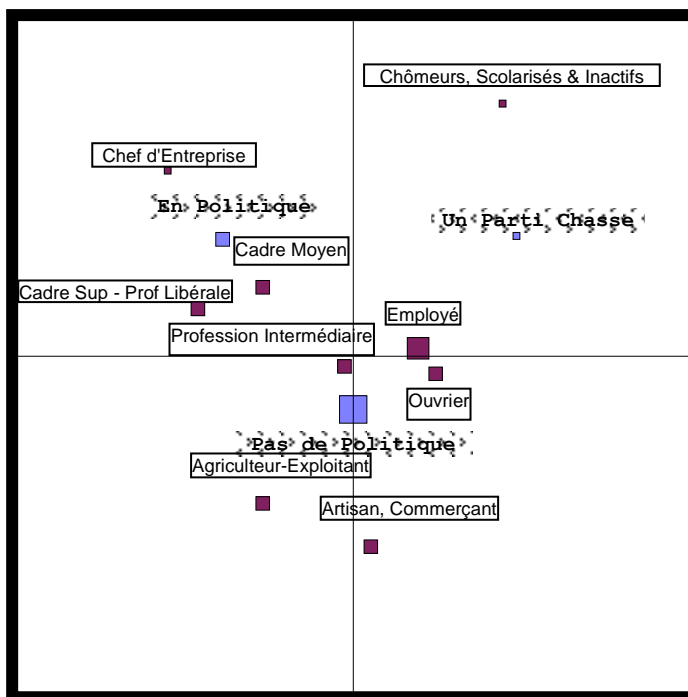 Chômeurs, Scolarisés & Inactifs
Chef d'Entreprise
En Politique
Un Parti Chasse
Cadre Moyen
Cadre Sup - Prof Libérale
Employé
Profession Intermédiaire
Ouvrier
Pas de Politique
Agriculteur-Exploitant
Artisan, Commerçant